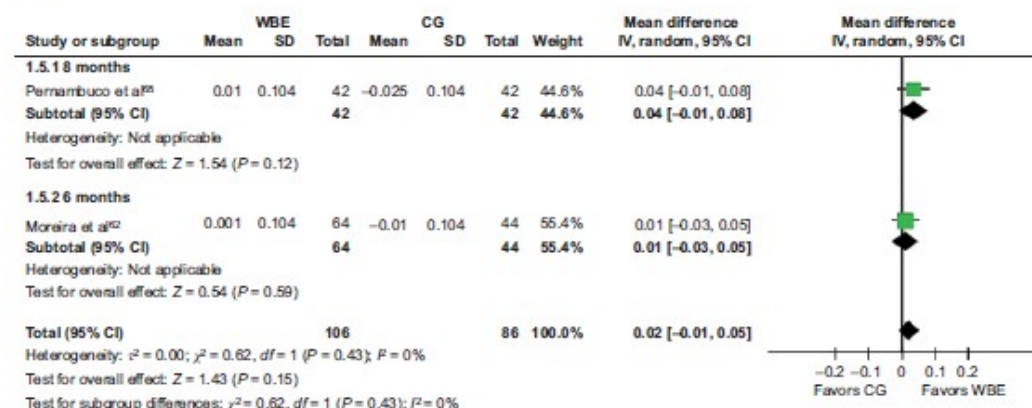 WBE CG Mean difference Mean difference
Study or subgroup Mean SD Total Mean SD Total Weight IV, random, 95% CI IV, random, 95% CI
1.5.1 8 months
Pernambuco et al 0.01 0.104 42 −0.025 0.104 42 44.6% 0.04 [−0.01, 0.08]
Subtotal (95% CI) 42 42 44.6% 0.04 [−0.01, 0.08]
Heterogeneity: Not applicable
Test for overall effect: Z = 1.54 (P = 0.12)
1.5.2 6 months
Moreira et al 0.001 0.104 64 −0.01 0.104 44 55.4% 0.01 [−0.03, 0.05]
Subtotal (95% CI) 64 44 55.4% 0.01 [−0.03, 0.05]
Heterogeneity: Not applicable
Test for overall effect: Z = 0.54 (P = 0.59)
Total (95% CI) 106 86 100.0% 0.02 [−0.01, 0.05]
Heterogeneity: τ² = 0.00; χ² = 0.62, df = 1 (P = 0.43); I² = 0%
−0.2 −0.1 0 0.1 0.2
Test for overall effect: Z = 1.43 (P = 0.15)
Favors CG Favors WBE
Test for subgroup differences: χ² = 0.62, df = 1 (P = 0.43); I² = 0%